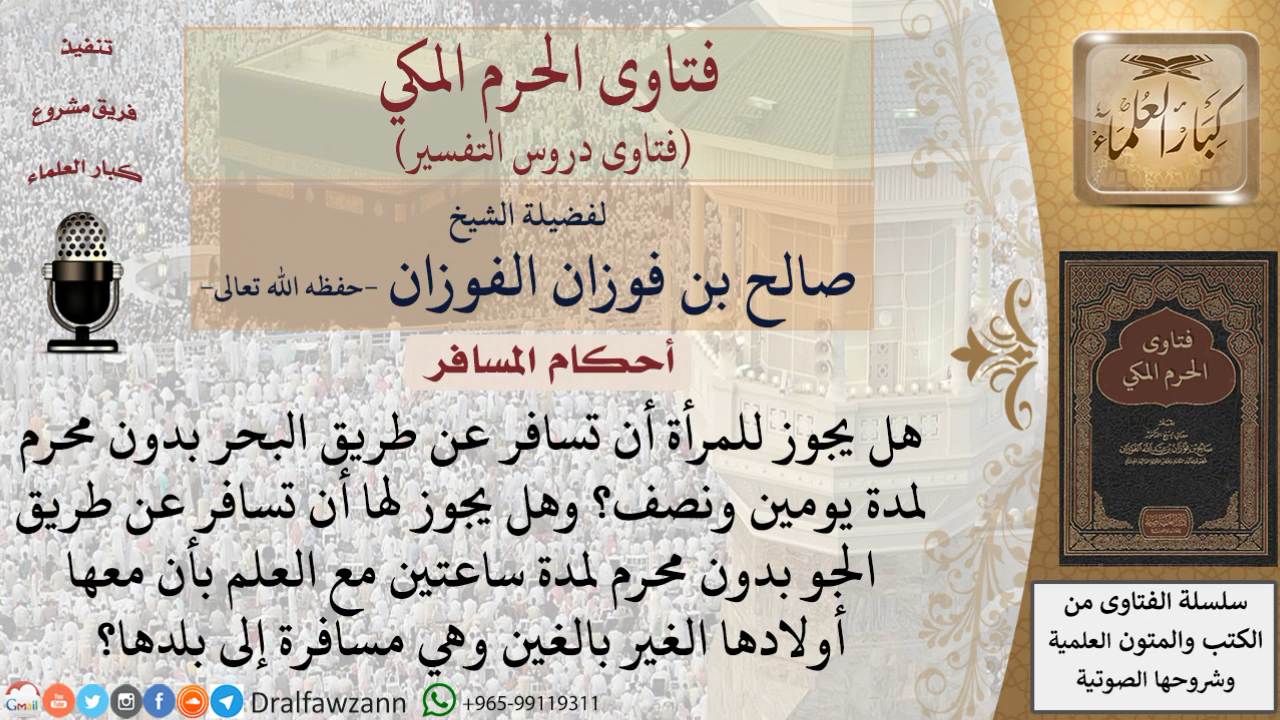 تنفيذ
فريق مشروع
كبار العلماء
فتاوى الحرم المكي
(فتاوى دروس التفسير)
لفضيلة الشيخ
صالح بن فوزان الفوزان -حفظه الله تعالى-
أحكام المسافر
هل يجوز للمرأة أن تسافر عن طريق البحر بدون محرم
لمدة يومين ونصف؟ وهل يجوز لها أن تسافر عن طريق
الجو بدون محرم لمدة ساعتين مع العلم بأن معها
أولادها الغير بالغين وهي مسافرة إلى بلدها؟
كبار العلماء
فتاوى
الحرم المكي
سلسلة الفتاوى من
الكتب والمتون العلمية
وشروحها الصوتية
Gmail
You Tube
Dralfawzann
+965-99119311